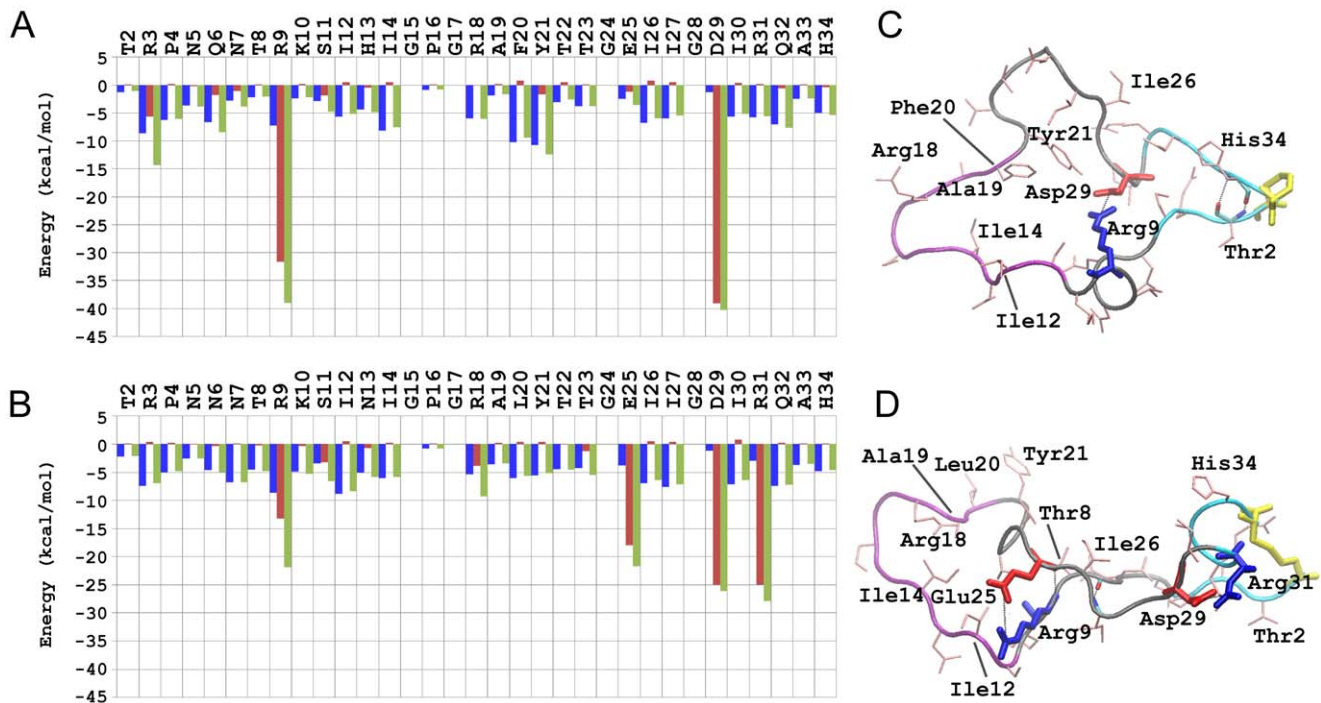 A
T2 R3 P4 N5 Q6 N7 T8 R9 K10 S11 I12 H13 I14 G15 P16 G17 R18 A19 F20 Y21 T22 T23 G24 E25 I26 I27 G28 D29 I30 R31 Q32 A33 H34
Energy (kcal/mol)
5
0
-5
-10
-15
-20
-25
-30
-35
-40
-45
C
Ile26
Phe20
Tyr21
His34
Arg18
Ala19
Asp29
Arg9
Ile14
Thr2
Ile12
B
T2 R3 P4 N5 N6 N7 T8 R9 K10 S11 I12 N13 I14 G15 P16 G17 R18 A19 L20 Y21 T22 T23 G24 E25 I26 I27 G28 D29 I30 R31 Q32 A33 H34
Energy (kcal/mol)
5
0
-5
-10
-15
-20
-25
-30
-35
-40
-45
D
Ala19
Leu20
Tyr21
His34
Thr8
Arg18
Ile26
Ile14
Glu25
Arg31
Arg9
Asp29
Thr2
Ile12